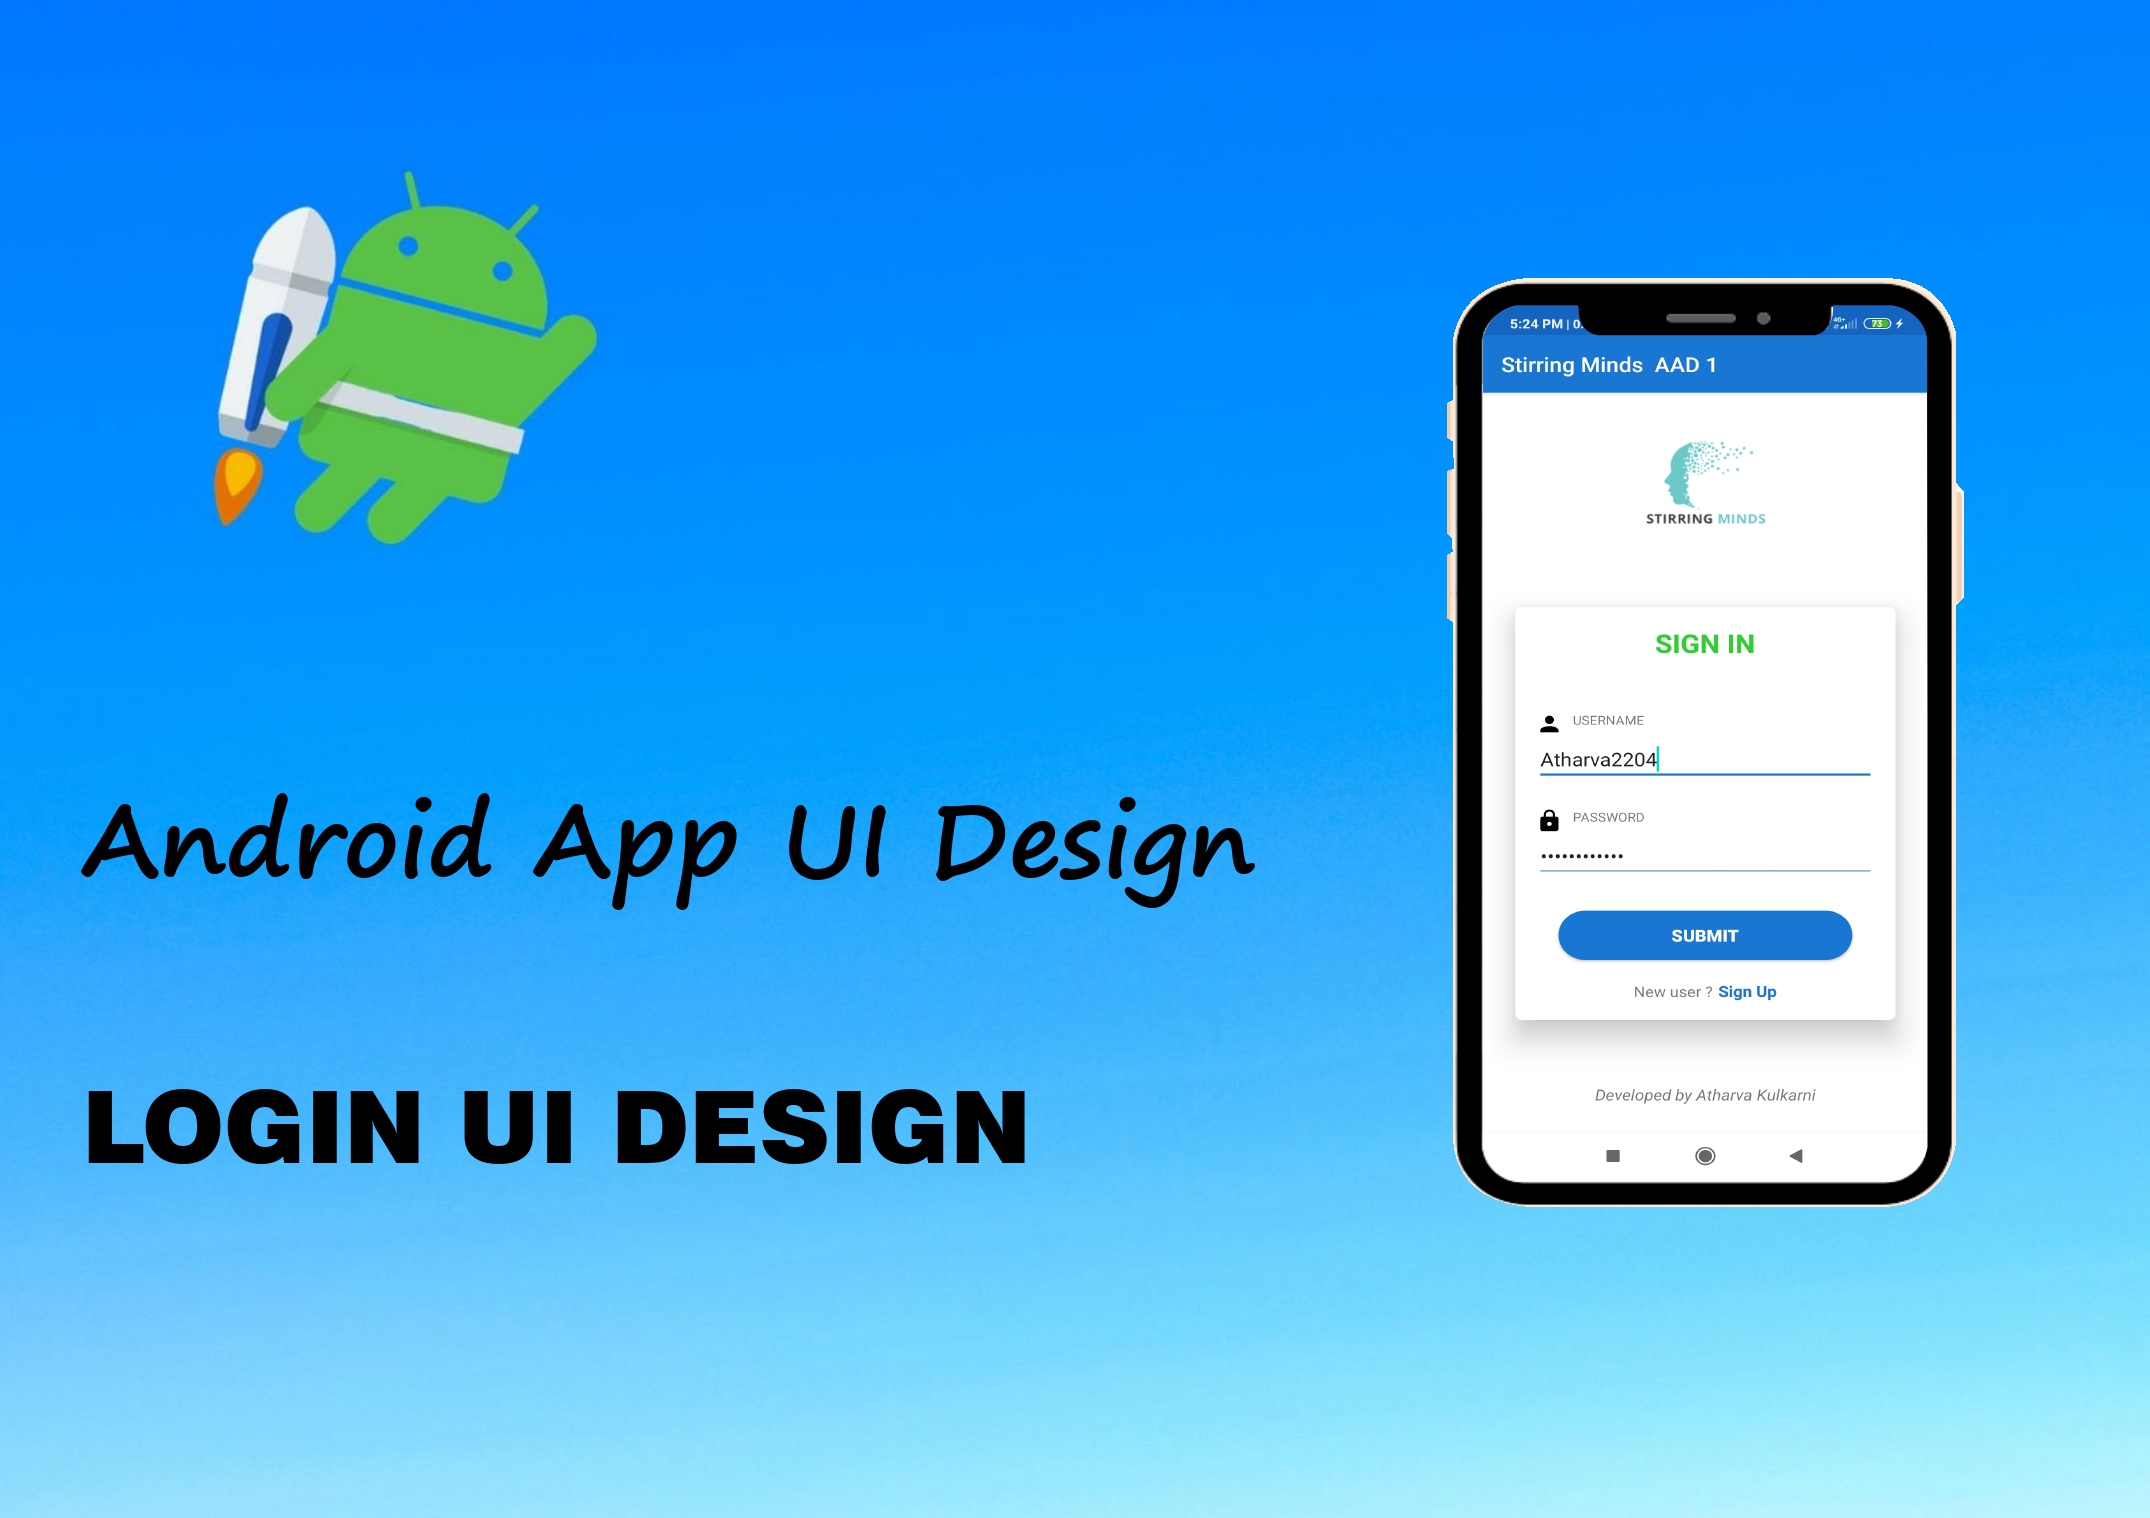 Android App UI Design
LOGIN UI DESIGN
5:24 PM | 0.
4G+
73
Stirring Minds AAD 1
STIRRING MINDS
SIGN IN
USERNAME
Atharva2204
PASSWORD
••••••••••••
SUBMIT
New user ? Sign Up
Developed by Atharva Kulkarni